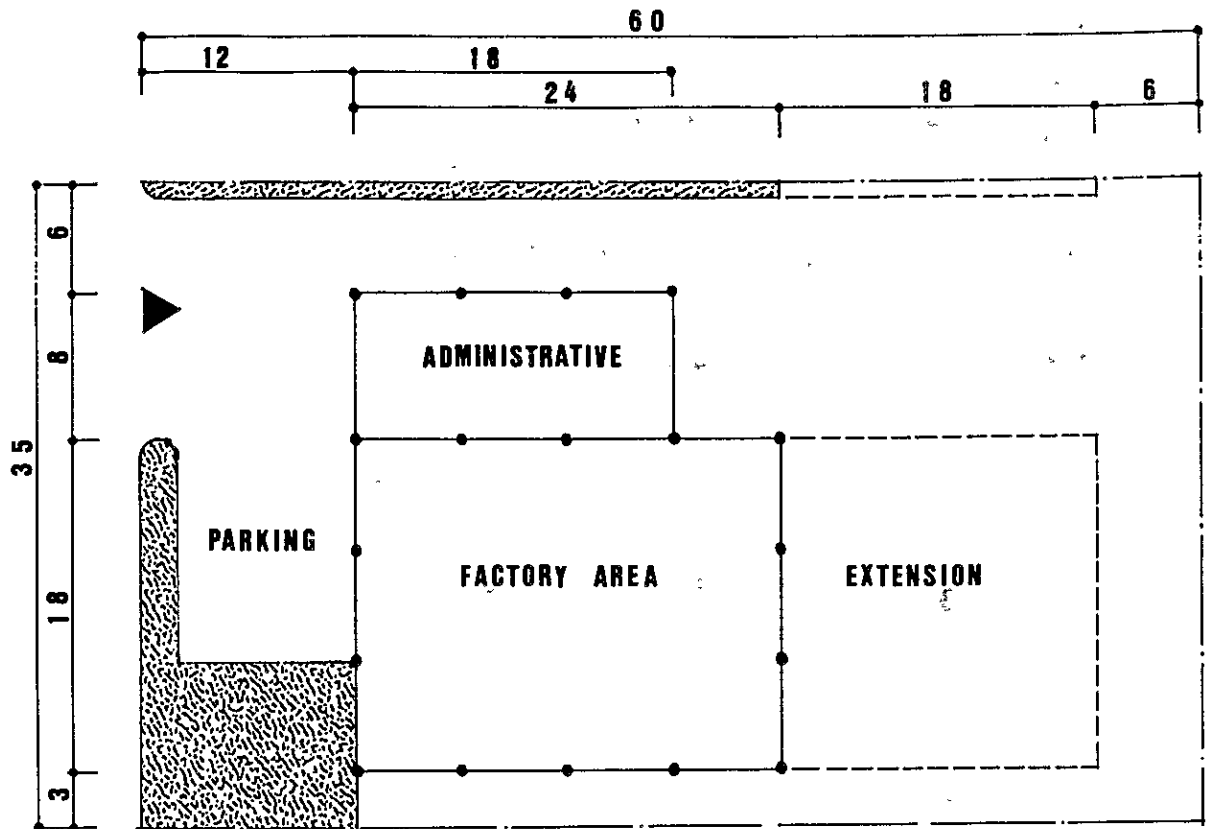 60
12
18
24
18
6
6
8
35
18
3
ADMINISTRATIVE
PARKING
FACTORY AREA
EXTENSION